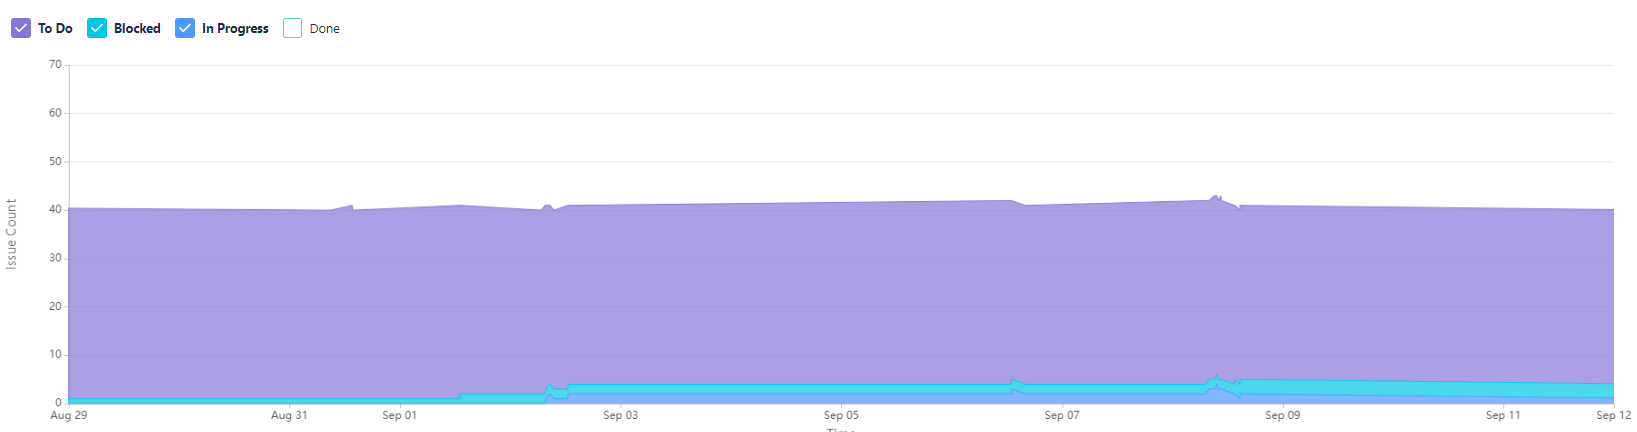 To Do Blocked In Progress Done
70
60
50
40
30
20
10
0
Issue Count
Aug 29 Aug 31 Sep 01 Sep 03 Sep 05 Sep 07 Sep 09 Sep 11 Sep 12
Time